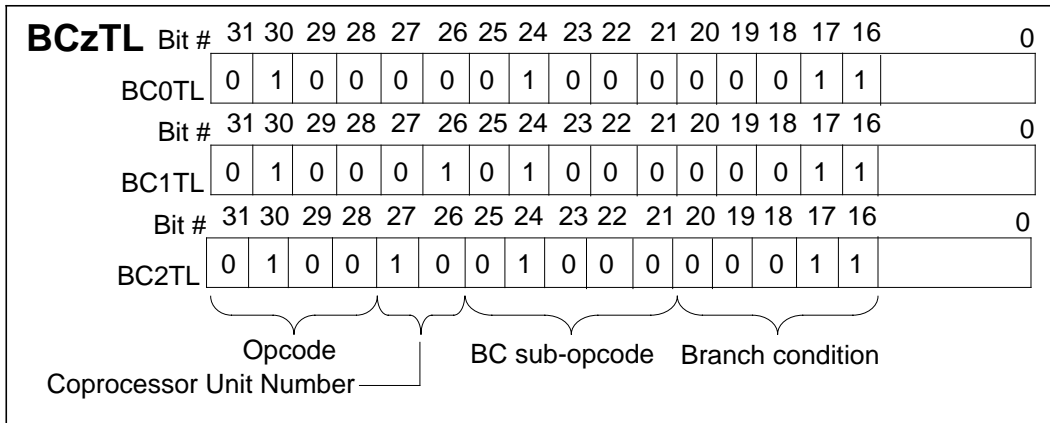 BCzTL Bit # 31 30 29 28 27 26 25 24 23 22 21 20 19 18 17 16 0
BC0TL 0 1 0 0 0 0 0 1 0 0 0 0 0 0 1 1
Bit # 31 30 29 28 27 26 25 24 23 22 21 20 19 18 17 16 0
BC1TL 0 1 0 0 0 1 0 1 0 0 0 0 0 0 1 1
Bit # 31 30 29 28 27 26 25 24 23 22 21 20 19 18 17 16 0
BC2TL 0 1 0 0 1 0 0 1 0 0 0 0 0 0 1 1
Opcode BC sub-opcode Branch condition
Coprocessor Unit Number